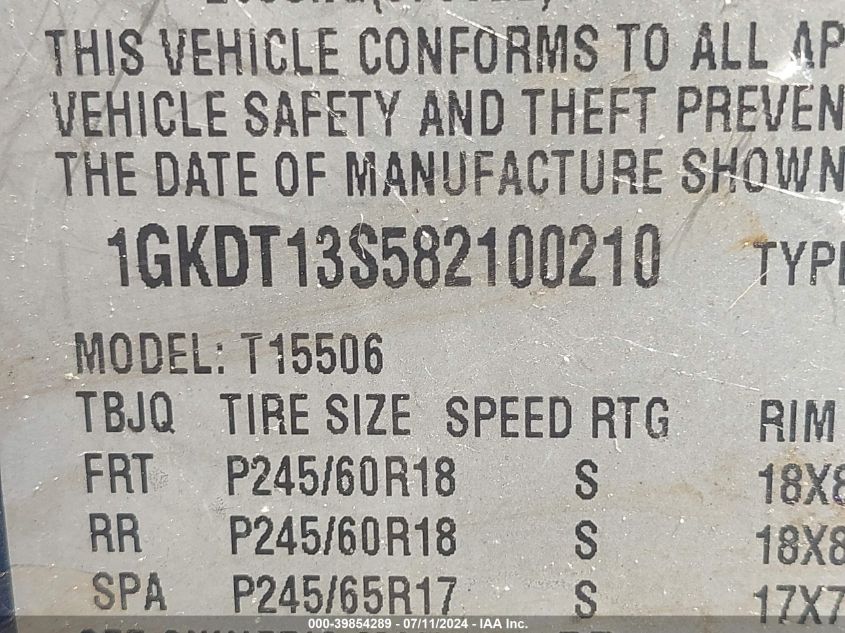 THIS VEHICLE CONFORMS TO ALL AP
VEHICLE SAFETY AND THEFT PREVEN
THE DATE OF MANUFACTURE SHOWN
1GKDT13S582100210 TYPE
MODEL: T15506
TBJQ TIRE SIZE SPEED RTG RIM
FRT P245/60R18 S 18X8
RR P245/60R18 S 18X8
SPA P245/65R17 S 17X7
000-39854289 - 07/11/2024 - IAA Inc.